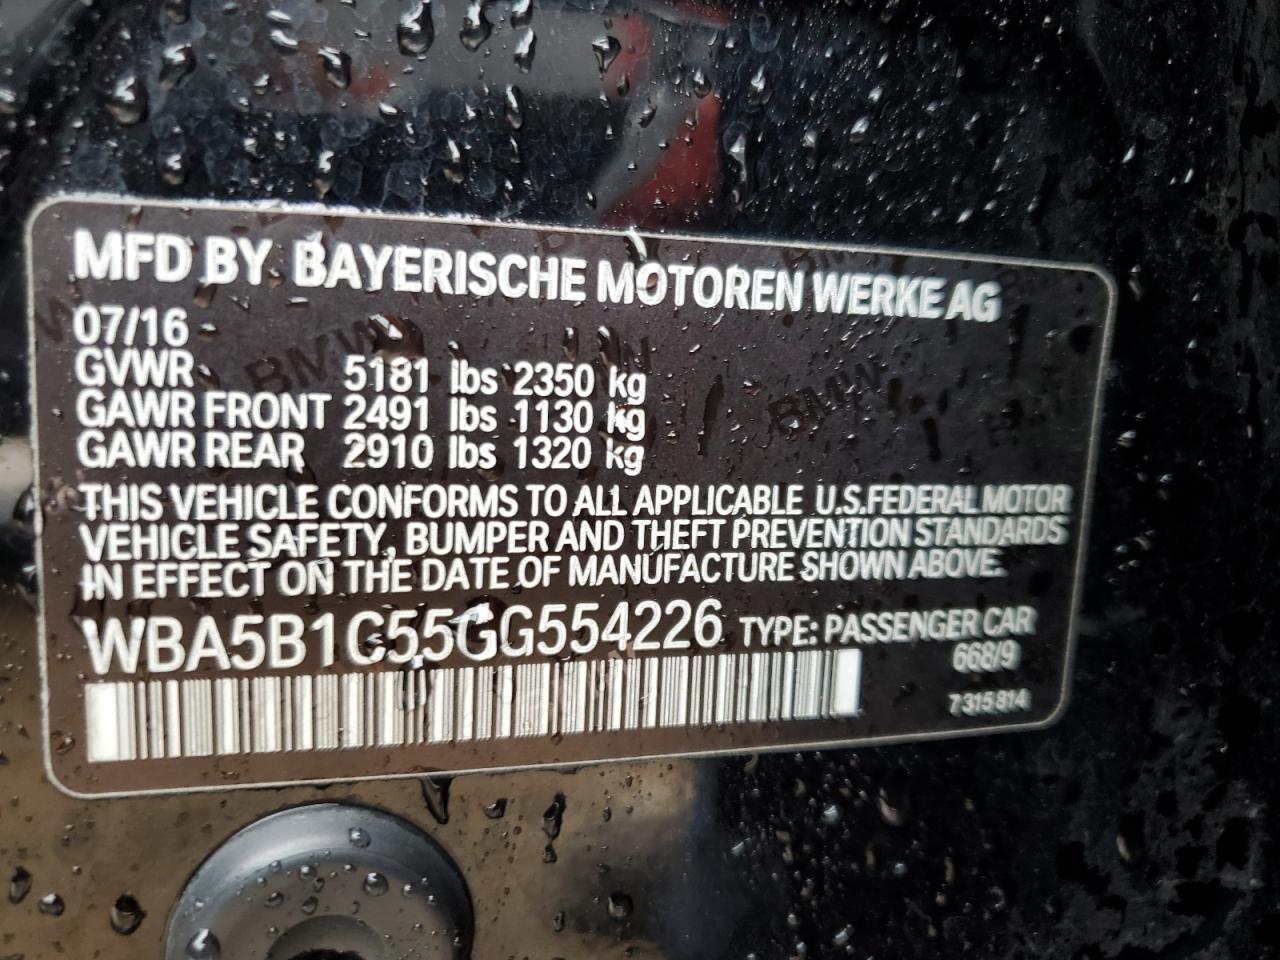 MFD BY BAYERISCHE MOTOREN WERKE AG
07/16
GVWR 5181 lbs 2350 kg
GAWR FRONT 2491 lbs 1130 kg
GAWR REAR 2910 lbs 1320 kg
THIS VEHICLE CONFORMS TO ALL APPLICABLE U.S.FEDERAL MOTOR
VEHICLE SAFETY, BUMPER AND THEFT PREVENTION STANDARDS
IN EFFECT ON THE DATE OF MANUFACTURE SHOWN ABOVE.
WBA5B1C55GG554226 TYPE: PASSENGER CAR
668/9
7 315 814